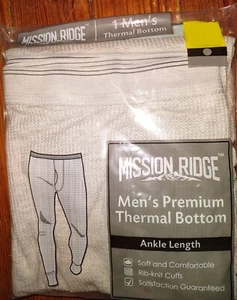 MISSION RIDGE
1 Men's
Thermal Bottom
MISSION RIDGE
Men's Premium
Thermal Bottom
Ankle Length
Soft and Comfortable
Rib-knit Cuffs
Satisfaction Guaranteed